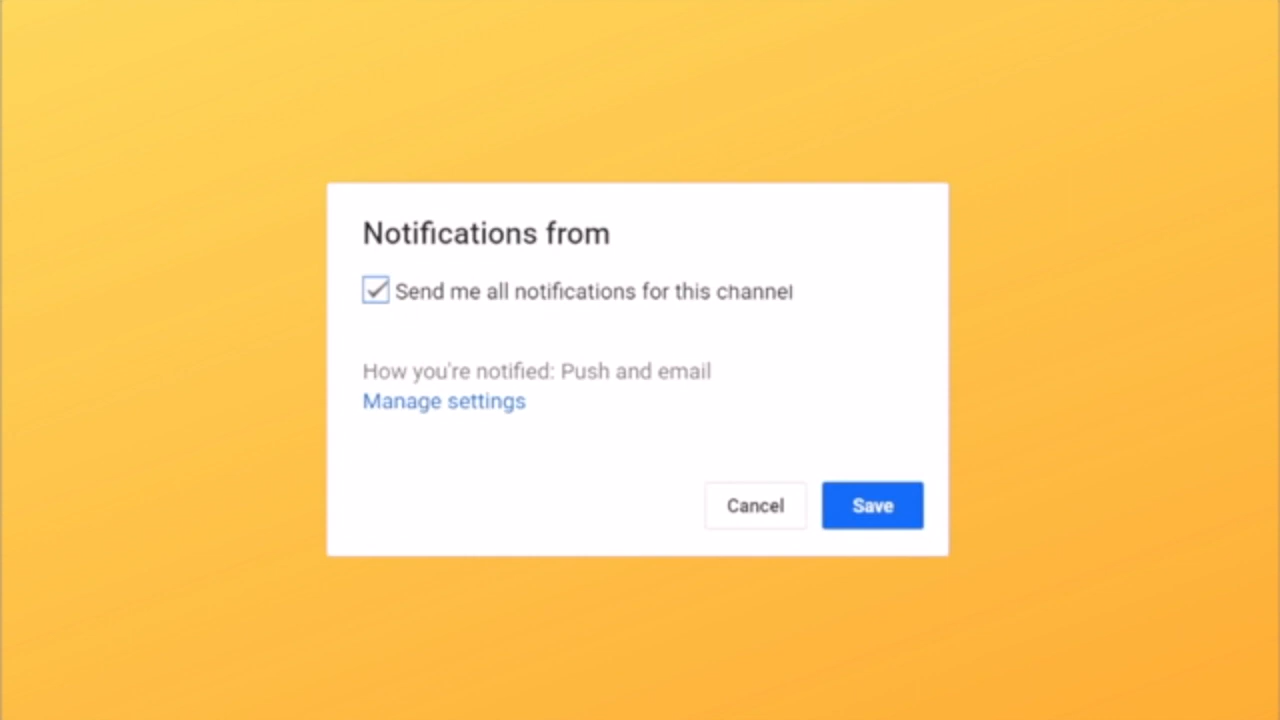 Notifications from
Send me all notifications for this channel
How you're notified: Push and email
Manage settings
Cancel Save